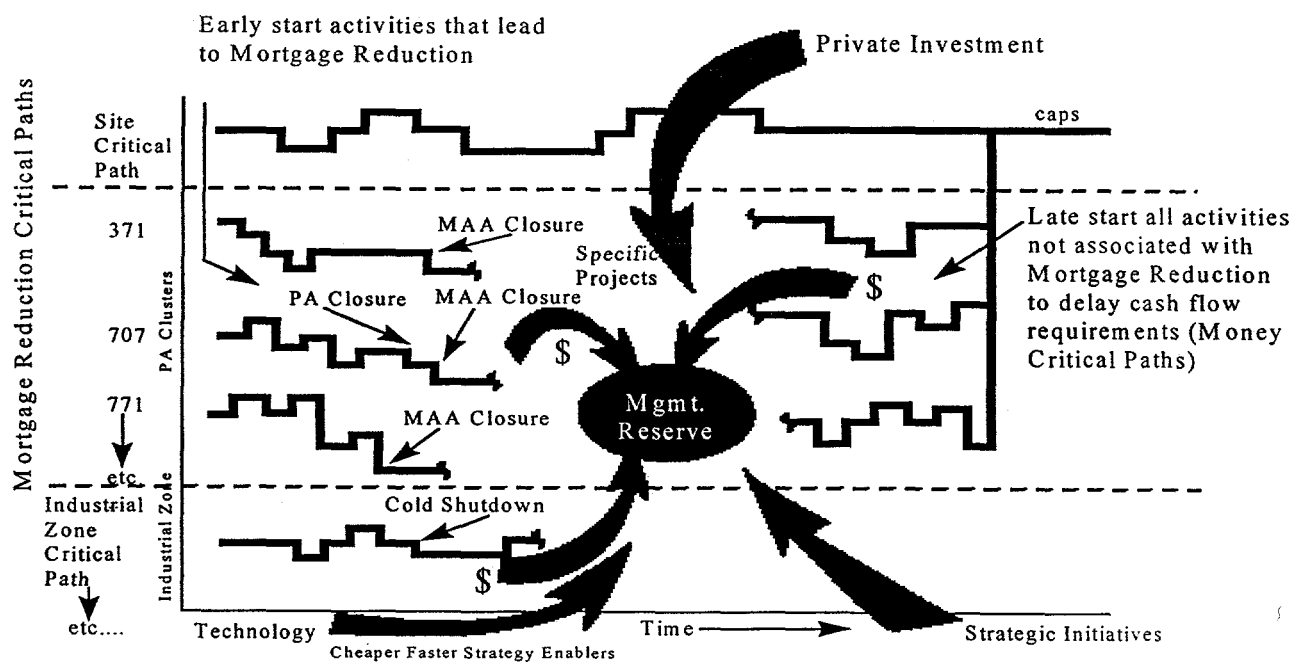 Early start activities that lead
to Mortgage Reduction
Private Investment
Mortgage Reduction Critical Paths
Site
Critical
Path
caps
371
MAA Closure
Specific
Projects
$
Late start all activities
not associated with
Mortgage Reduction
to delay cash flow
requirements (Money
Critical Paths)
PA Clusters
PA Closure
MAA Closure
707
$
771
MAA Closure
Mgmt.
Reserve
etc
Industrial
Zone
Critical
Path
etc....
Industrial Zone
Cold Shutdown
$
Technology
Time
Strategic Initiatives
Cheaper Faster Strategy Enablers